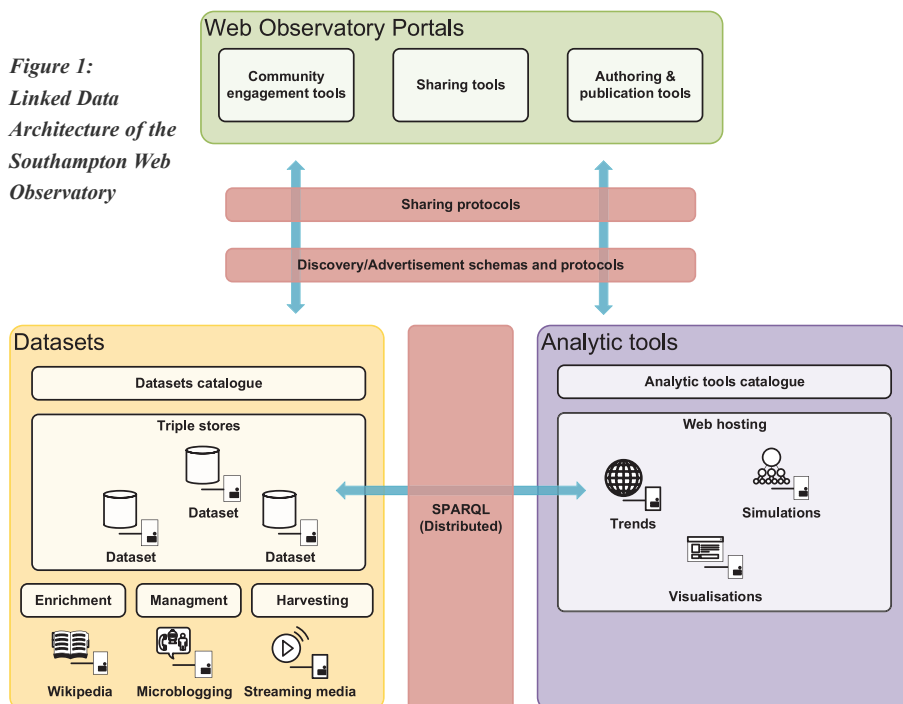 Web Observatory Portals
Figure 1:
Linked Data
Architecture of the
Southampton Web
Observatory
Community
engagement tools
Sharing tools
Authoring &
publication tools
Sharing protocols
Discovery/Advertisement schemas and protocols
Datasets
Datasets catalogue
Triple stores
Dataset
Dataset
Dataset
Enrichment
Managment
Harvesting
Wikipedia
Microblogging
Streaming media
SPARQL
(Distributed)
Analytic tools
Analytic tools catalogue
Web hosting
Trends
Simulations
Visualisations